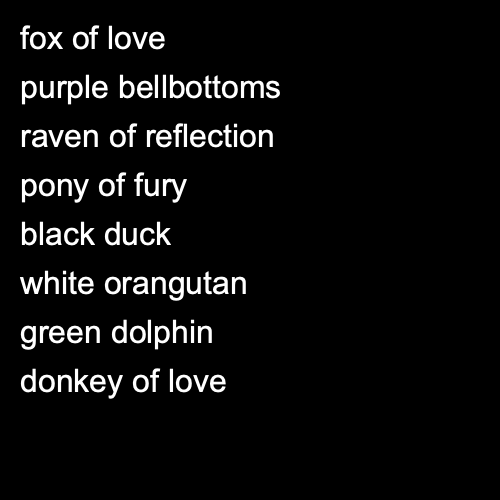 fox of love
purple bellbottoms
raven of reflection
pony of fury
black duck
white orangutan
green dolphin
donkey of love